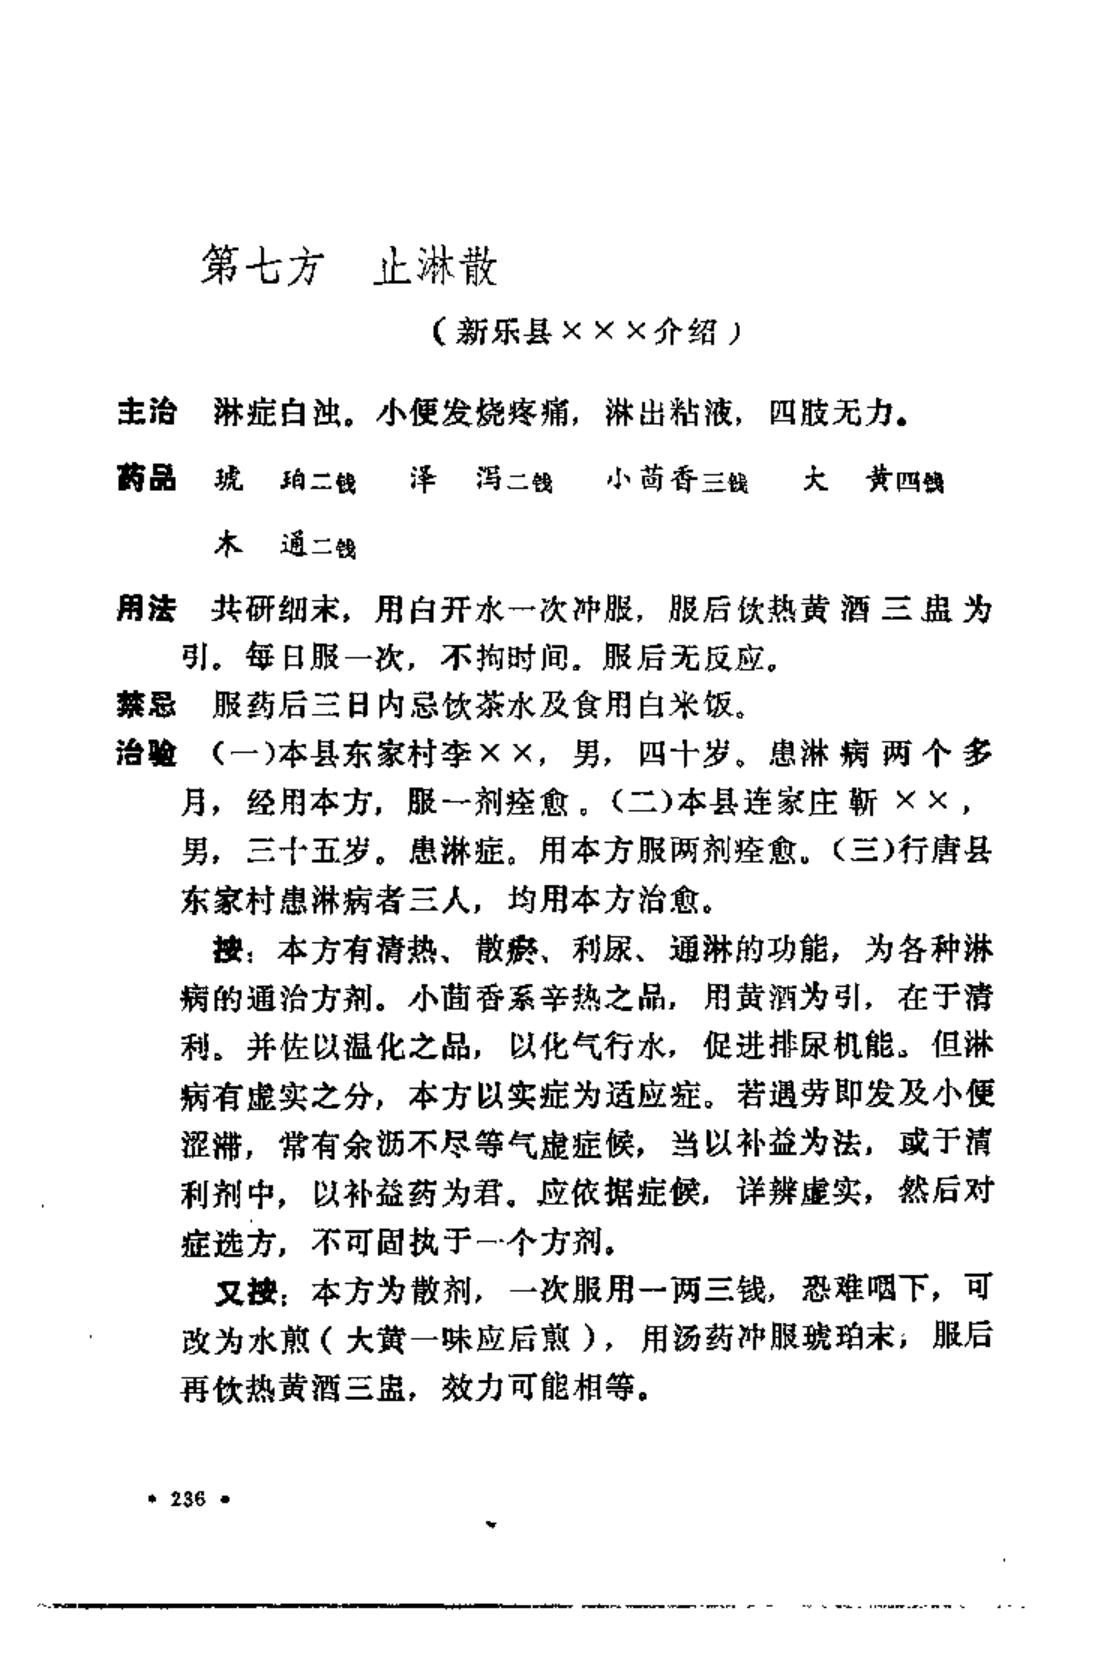 第七方　止淋散
（新乐县×××介绍）
主治　淋症白浊。小便发烧疼痛，淋出粘液，四肢无力。
药品　琥　珀二钱　泽　泻二钱　小茴香三钱　大　黄四钱
木　通二钱
用法　共研细末，用白开水一次冲服，服后饮热黄酒三盅为
引。每日服一次，不拘时间。服后无反应。
禁忌　服药后三日内忌饮茶水及食用白米饭。
治验　（一）本县东家村李××，男，四十岁。患淋病两个多
月，经用本方，服一剂痊愈。（二）本县连家庄靳××，
男，三十五岁。患淋症。用本方服两剂痊愈。（三）行唐县
东家村患淋病者三人，均用本方治愈。
按：本方有清热、散瘀、利尿、通淋的功能，为各种淋
病的通治方剂。小茴香系辛热之品，用黄酒为引，在于清
利。并佐以温化之品，以化气行水，促进排尿机能。但淋
病有虚实之分，本方以实症为适应症。若遇劳即发及小便
涩滞，常有余沥不尽等气虚症候，当以补益为法，或于清
利剂中，以补益药为君。应依据症候，详辨虚实，然后对
症选方，不可固执于一个方剂。
又按：本方为散剂，一次服用一两三钱，恐难咽下，可
改为水煎（大黄一味应后煎），用汤药冲服琥珀末；服后
再饮热黄酒三盅，效力可能相等。
• 236 •